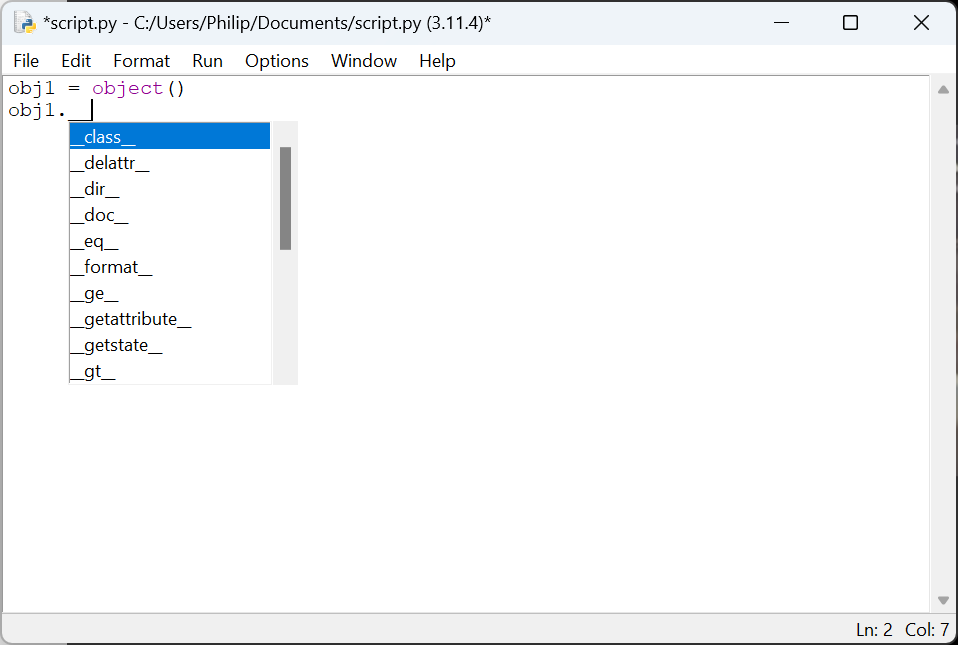 *script.py - C:/Users/Philip/Documents/script.py (3.11.4)*
File Edit Format Run Options Window Help
obj1 = object()
obj1.__
__class__
__delattr__
__dir__
__doc__
__eq__
__format__
__ge__
__getattribute__
__getstate__
__gt__
Ln: 2 Col: 7